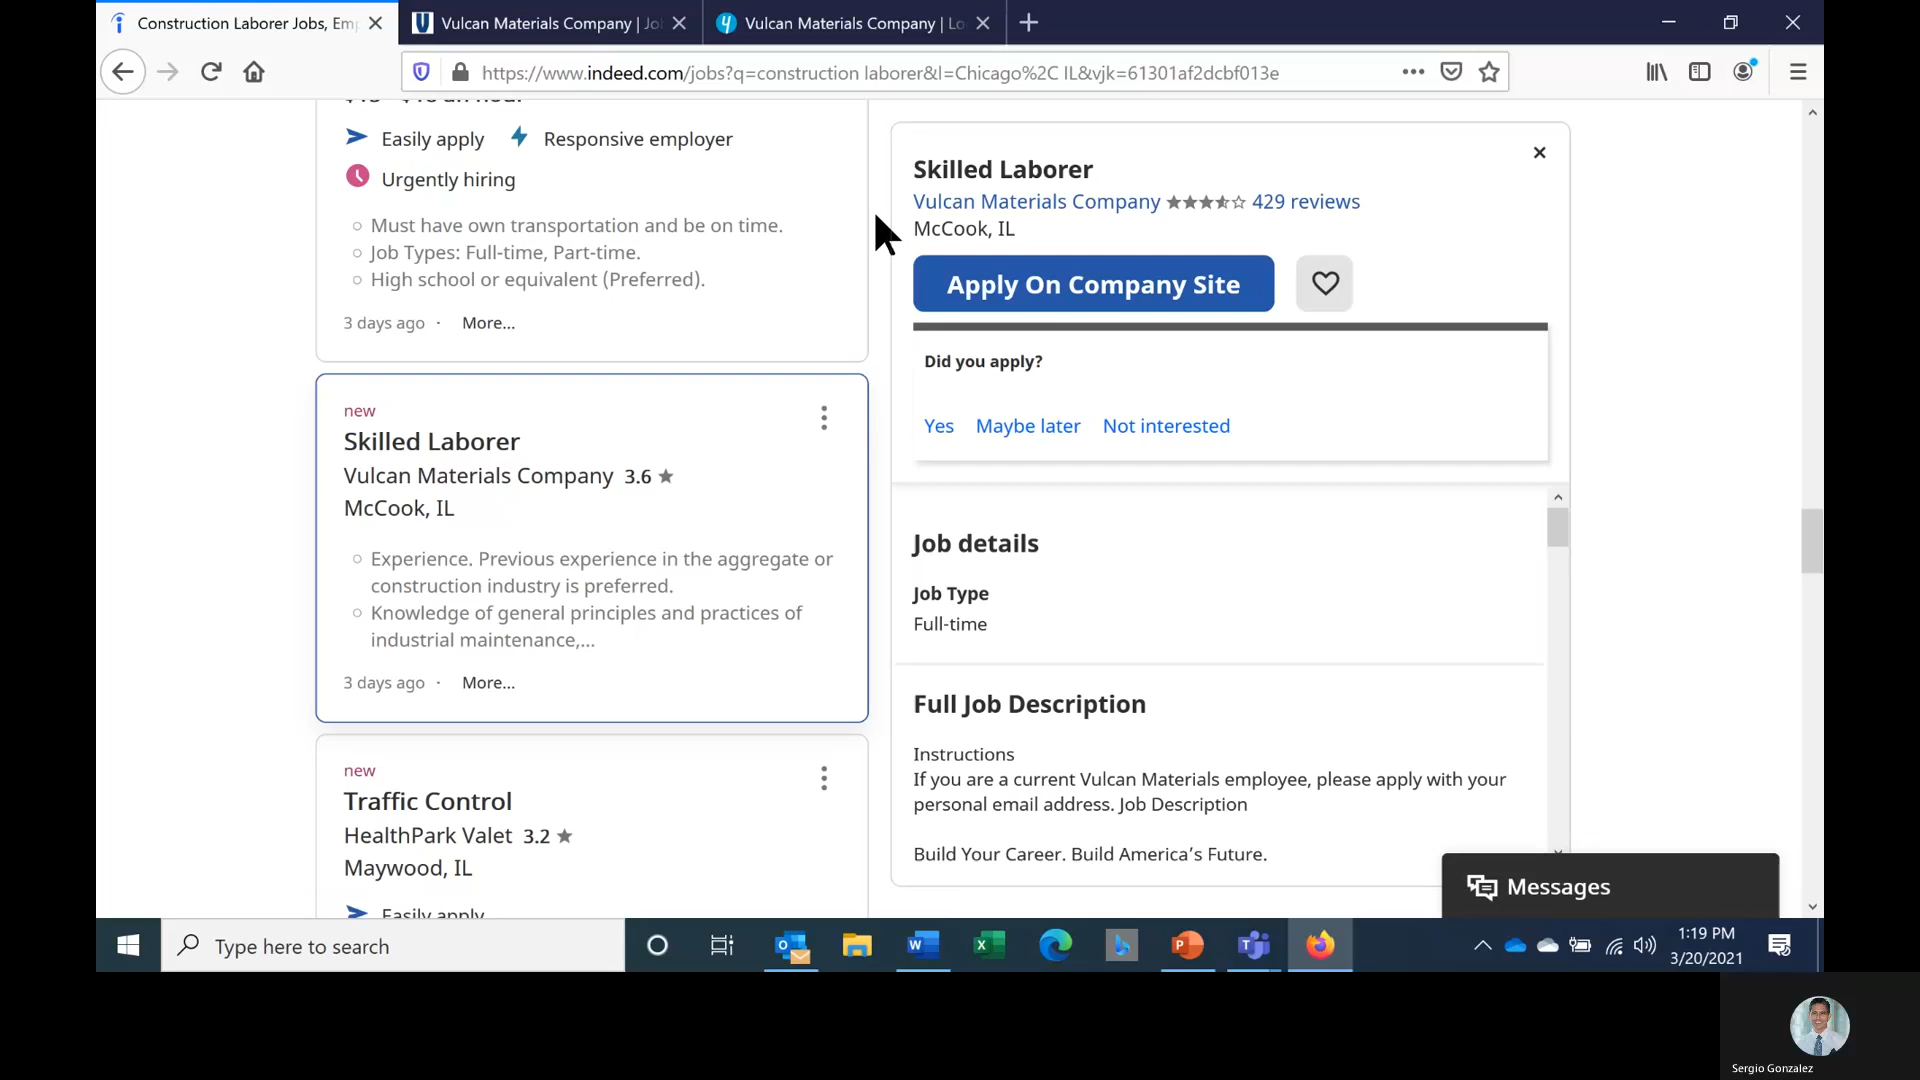 Construction Laborer Jobs, Emp
Vulcan Materials Company | Jo
Vulcan Materials Company | Lo
https://www.indeed.com/jobs?q=construction laborer&l=Chicago%2C IL&vjk=61301af2dcbf013e
Easily apply
Responsive employer
Urgently hiring
Must have own transportation and be on time.
Job Types: Full-time, Part-time.
High school or equivalent (Preferred).
3 days ago · More...
new
Skilled Laborer
Vulcan Materials Company 3.6
McCook, IL
Experience. Previous experience in the aggregate or
construction industry is preferred.
Knowledge of general principles and practices of
industrial maintenance,...
3 days ago · More...
new
Traffic Control
HealthPark Valet 3.2
Maywood, IL
Easily apply
Skilled Laborer
Vulcan Materials Company 429 reviews
McCook, IL
Apply On Company Site
Did you apply?
Yes Maybe later Not interested
Job details
Job Type
Full-time
Full Job Description
Instructions
If you are a current Vulcan Materials employee, please apply with your
personal email address. Job Description
Build Your Career. Build America’s Future.
Messages
Type here to search
1:19 PM
3/20/2021
Sergio Gonzalez